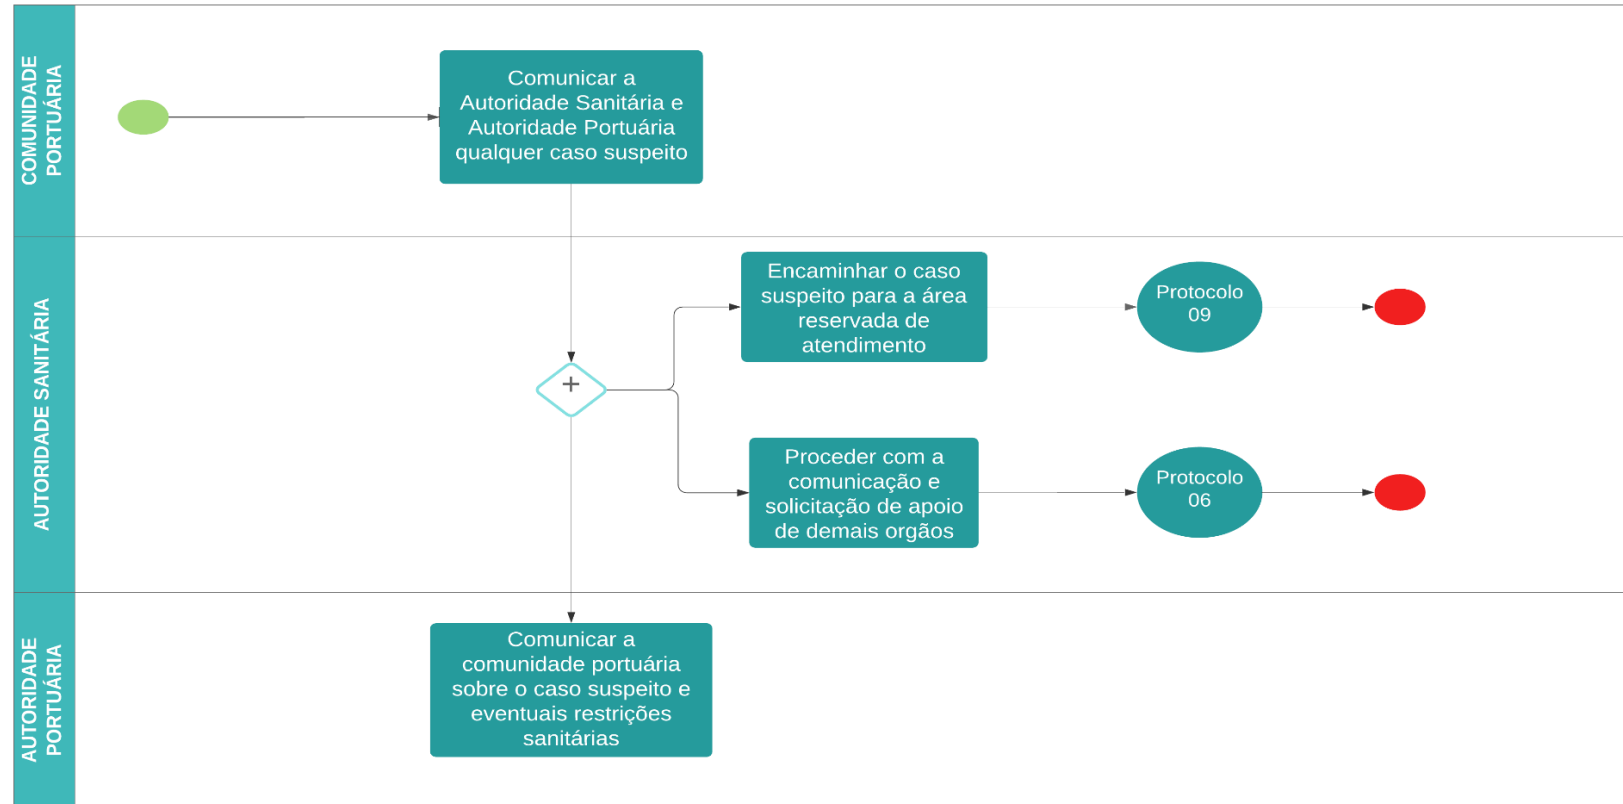 COMUNIDADE
PORTUÁRIA
Comunicar a
Autoridade Sanitária e
Autoridade Portuária
qualquer caso suspeito
AUTORIDADE SANITÁRIA
Encaminhar o caso
suspeito para a área
reservada de
atendimento
Protocolo
09
Proceder com a
comunicação e
solicitação de apoio
de demais orgãos
Protocolo
06
AUTORIDADE
PORTUÁRIA
Comunicar a
comunidade portuária
sobre o caso suspeito e
eventuais restrições
sanitárias